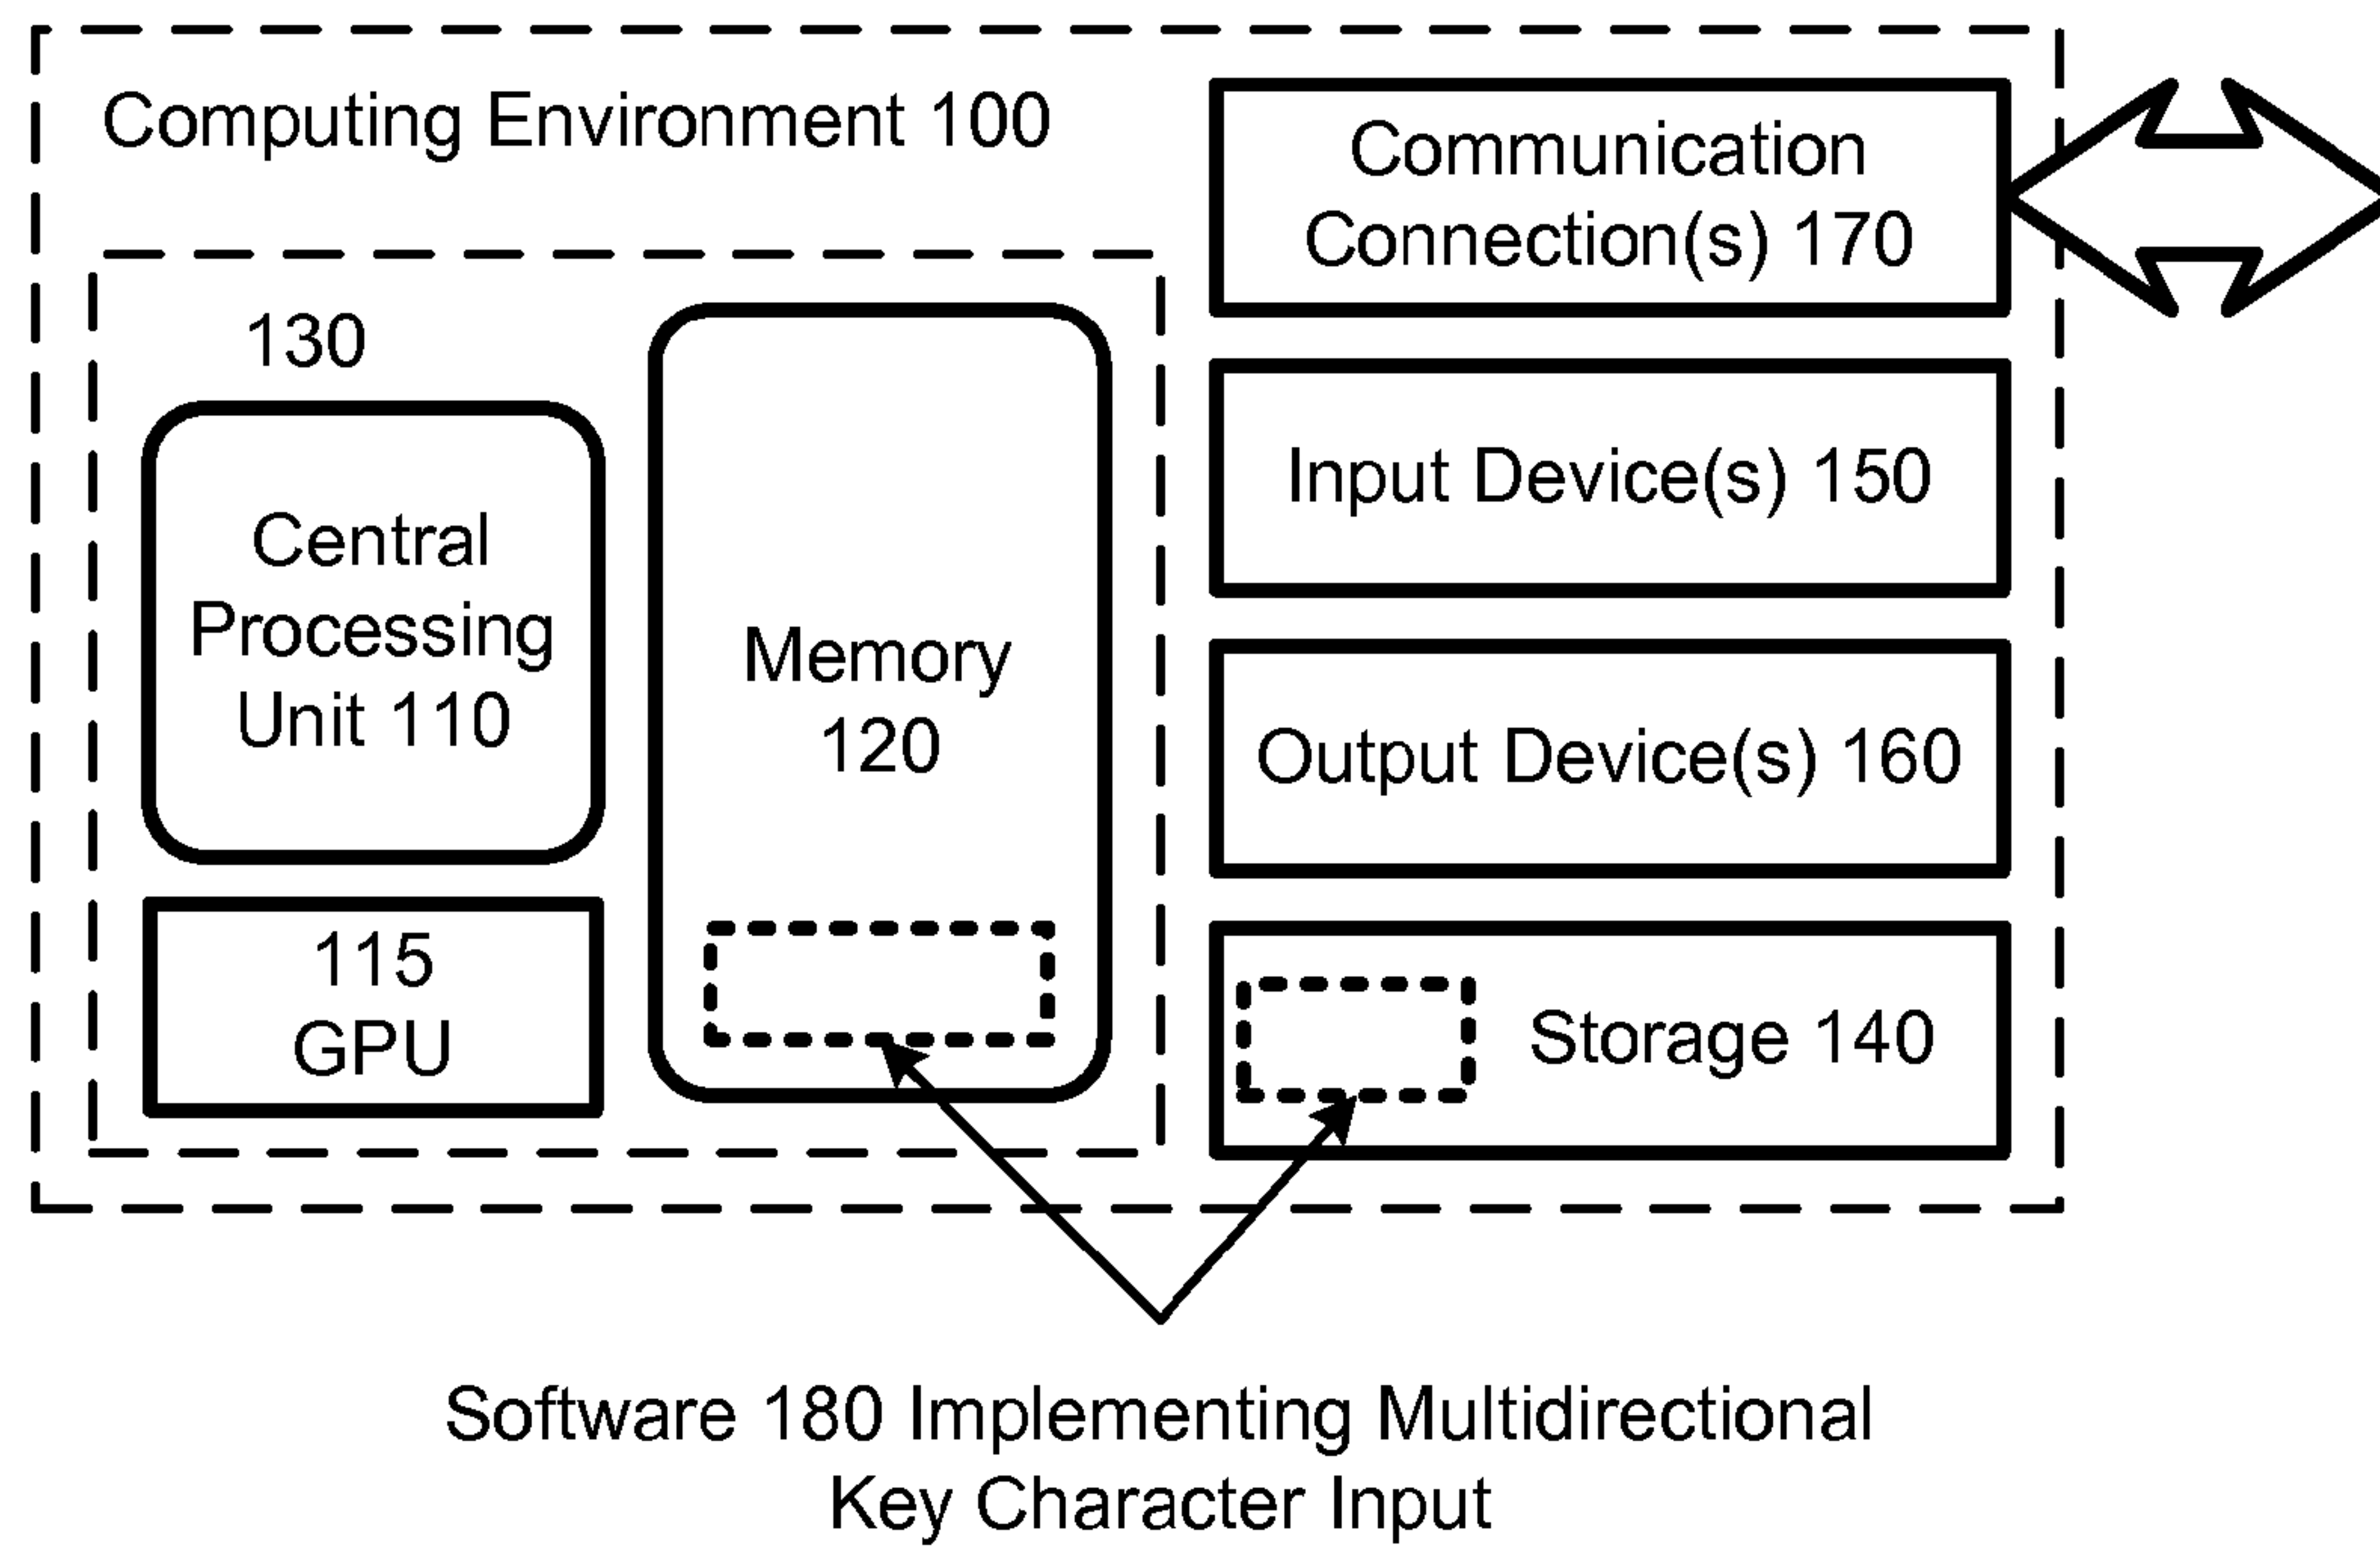 Computing Environment 100
130
Central
Processing
Unit 110
115
GPU
Memory
120
Communication
Connection(s) 170
Input Device(s) 150
Output Device(s) 160
Storage 140
Software 180 Implementing Multidirectional
Key Character Input